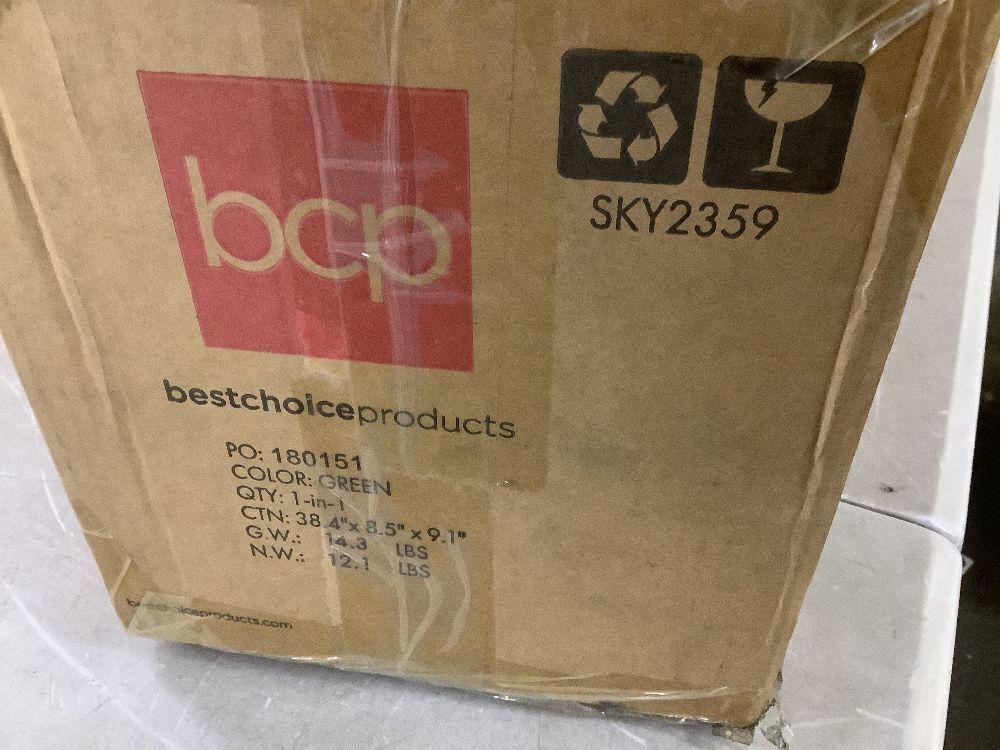 bcp
SKY2359
bestchoiceproducts
PO: 180151
COLOR: GREEN
QTY: 1-in-1
CTN: 38.4"x 8.5" x 9.1"
G.W.: 14.3 LBS
N.W.: 12.1 LBS
bestchoiceproducts.com